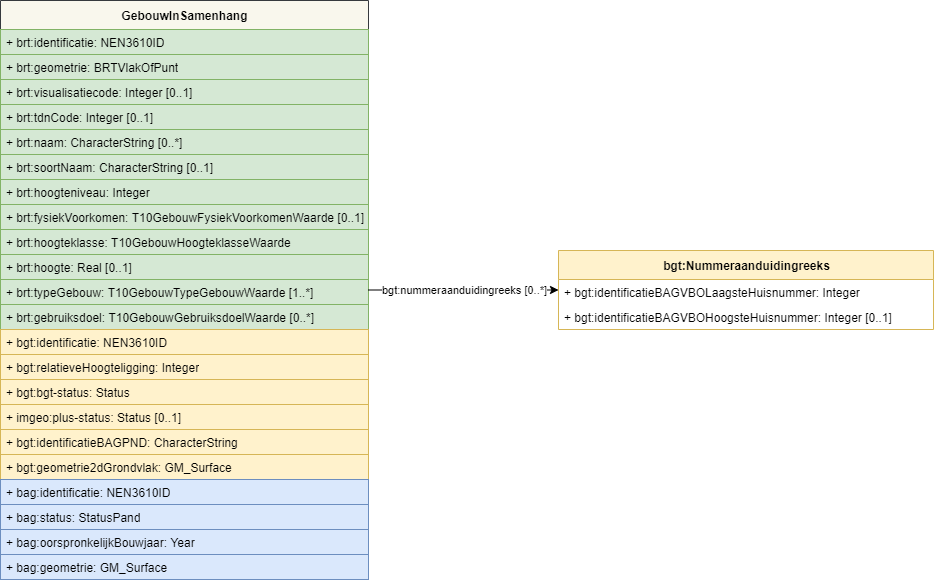 GebouwInSamenhang
+ brt:identificatie: NEN3610ID
+ brt:geometrie: BRTVlakOfPunt
+ brt:visualisatiecode: Integer [0..1]
+ brt:tdnCode: Integer [0..1]
+ brt:naam: CharacterString [0..*]
+ brt:soortNaam: CharacterString [0..1]
+ brt:hoogteniveau: Integer
+ brt:fysiekVoorkomen: T10GebouwFysiekVoorkomenWaarde [0..1]
+ brt:hoogteklasse: T10GebouwHoogteklasseWaarde
+ brt:hoogte: Real [0..1]
+ brt:typeGebouw: T10GebouwTypeGebouwWaarde [1..*]
+ brt:gebruiksdoel: T10GebouwGebruiksdoelWaarde [0..*]
+ bgt:identificatie: NEN3610ID
+ bgt:relatieveHoogteligging: Integer
+ bgt:bgt-status: Status
+ imgeo:plus-status: Status [0..1]
+ bgt:identificatieBAGPND: CharacterString
+ bgt:geometrie2dGrondvlak: GM_Surface
+ bag:identificatie: NEN3610ID
+ bag:status: StatusPand
+ bag:oorspronkelijkBouwjaar: Year
+ bag:geometrie: GM_Surface
bgt:nummeraanduidingreeks [0..*]
bgt:Nummeraanduidingreeks
+ bgt:identificatieBAGVBOLaagsteHuisnummer: Integer
+ bgt:identificatieBAGVBOHoogsteHuisnummer: Integer [0..1]